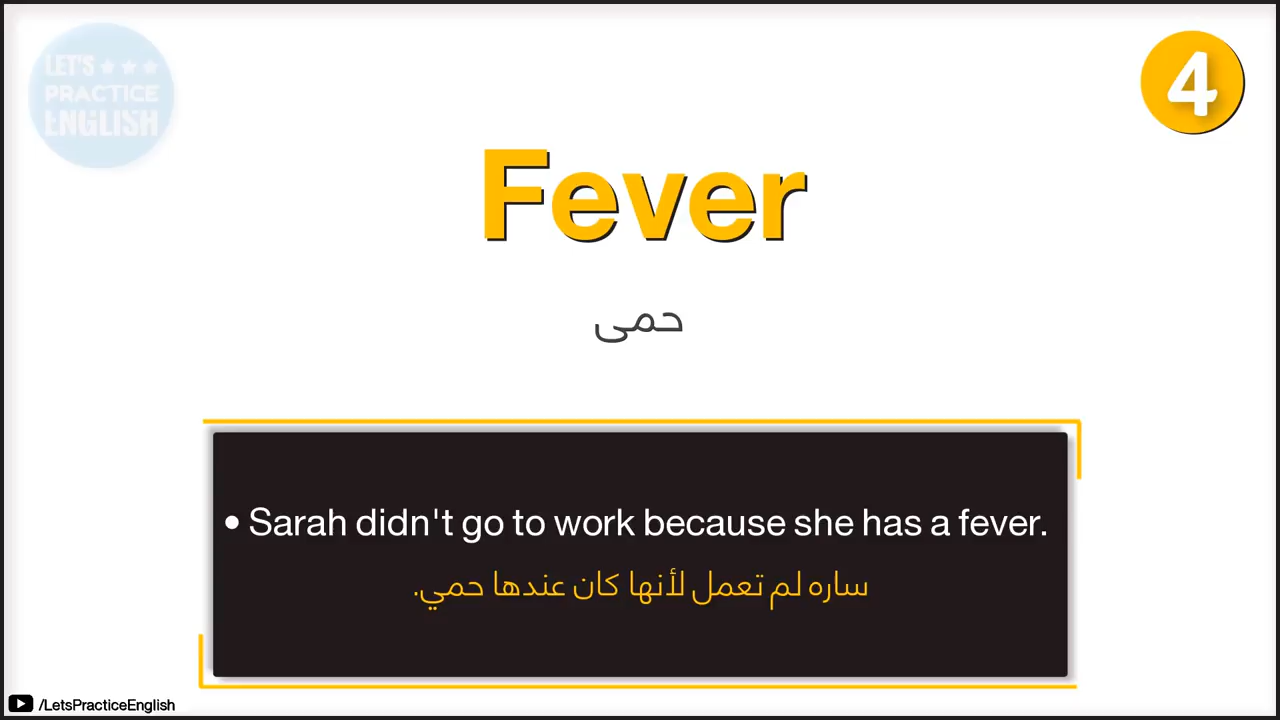 LET'S
PRACTICE
ENGLISH
4
Fever
حمى
• Sarah didn't go to work because she has a fever.
ساره لم تعمل لأنها كان عندها حمي.
/LetsPracticeEnglish